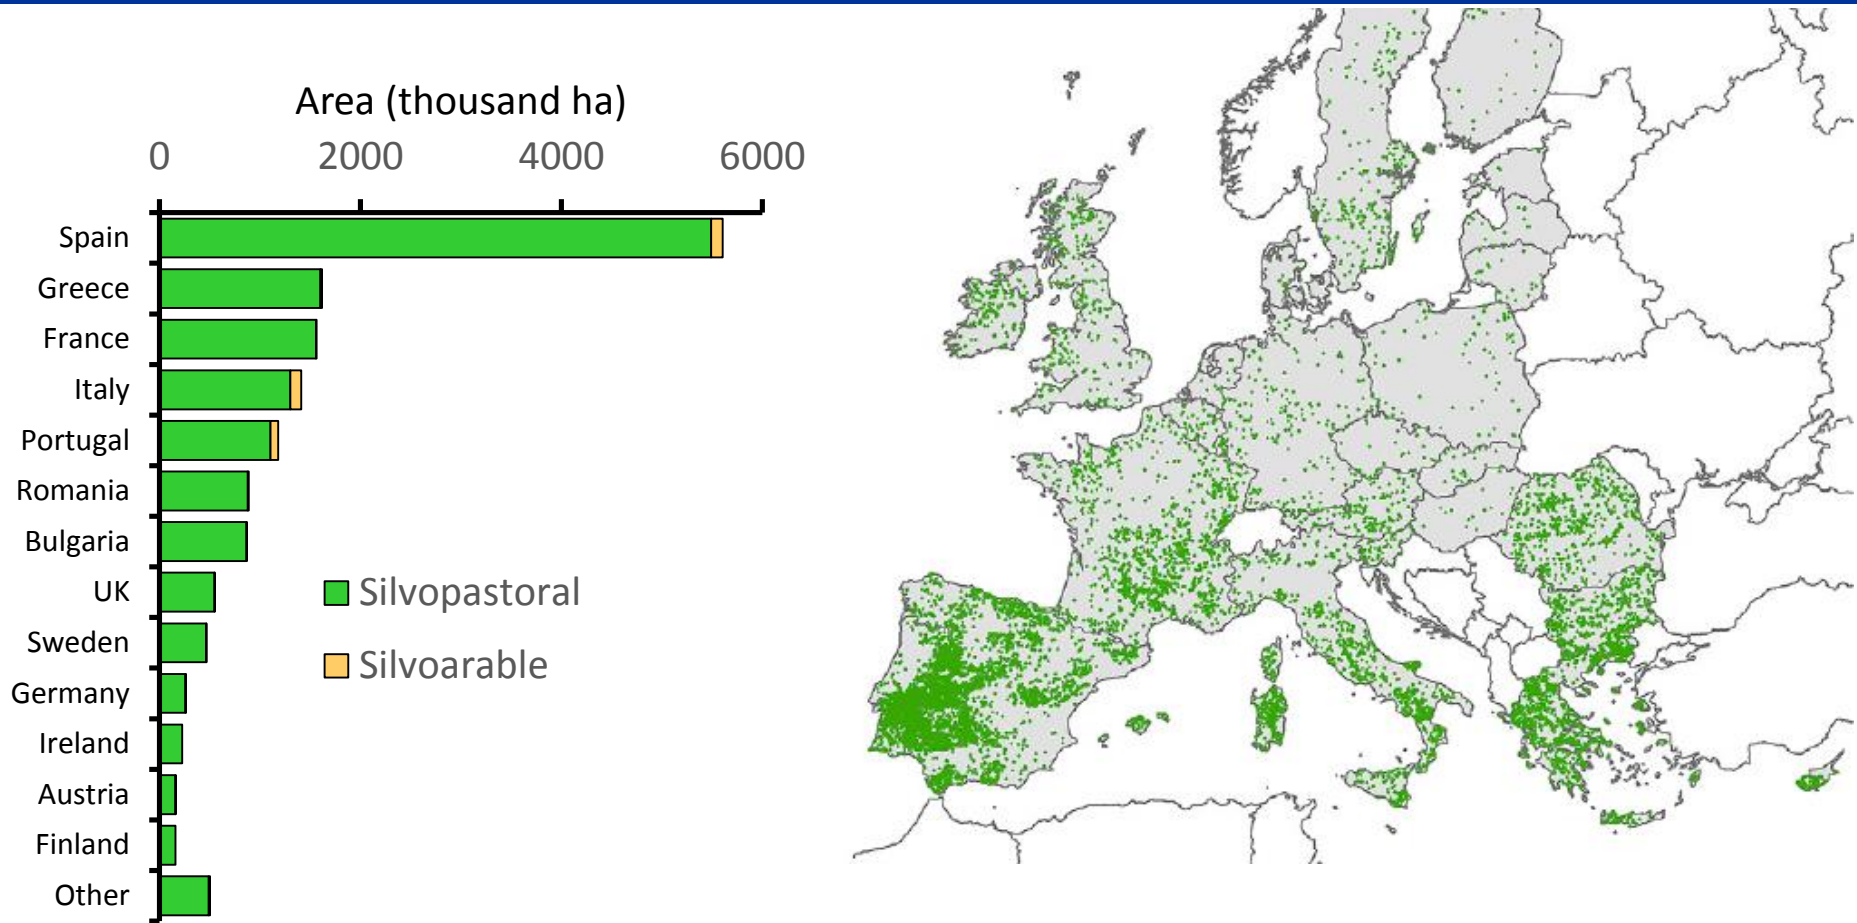 Area (thousand ha)
0 2000 4000 6000
Spain
Greece
France
Italy
Portugal
Romania
Bulgaria
UK
Sweden
Germany
Ireland
Austria
Finland
Other
Silvopastoral
Silvoarable